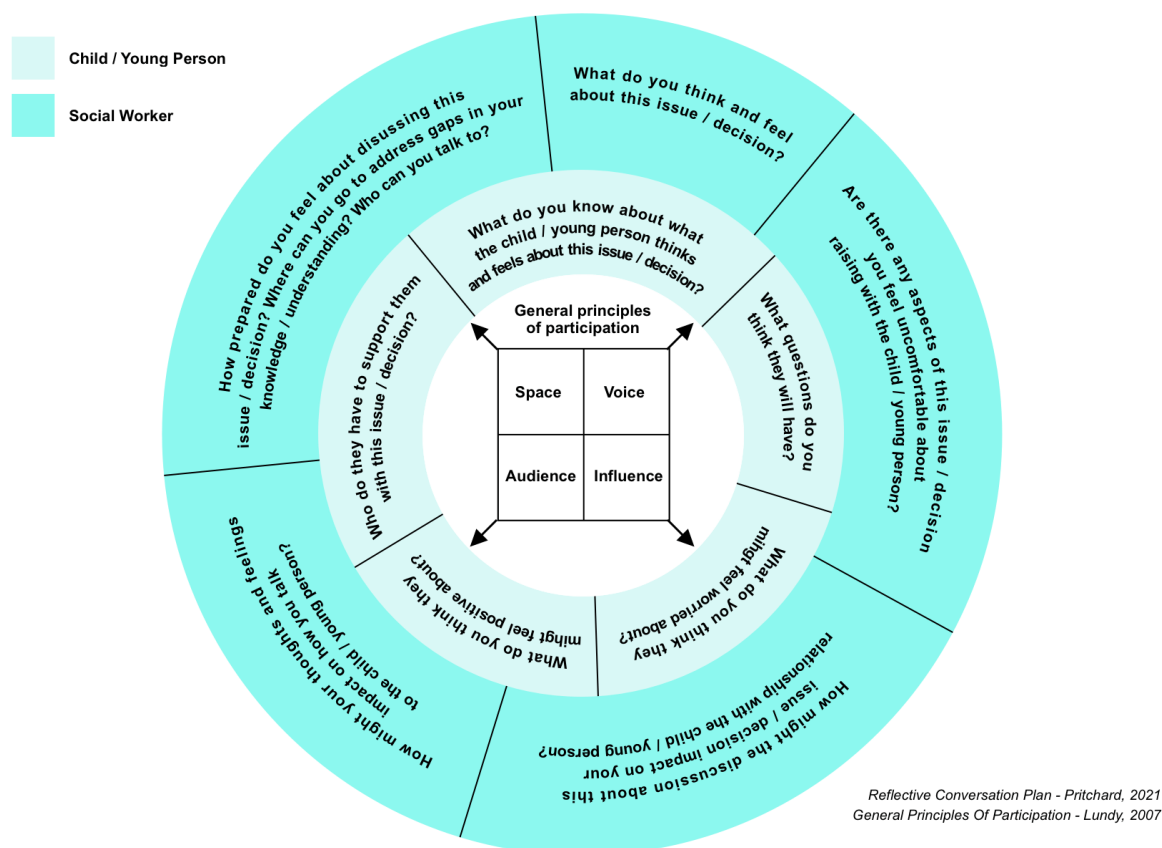 Child / Young Person
Social Worker
What do you think and feel
about this issue / decision?
Are there any aspects of this issue / decision
you feel uncomfortable about
raising with the child / young person?
How might the discussion about this
issue / decision impact on your
relationship with the child / young person?
How might your thoughts and feelings
impact on how you talk
to the child / young person?
How prepared do you feel about disussing this
issue / decision? Where can you go to address gaps in your
knowledge / understanding? Who can you talk to?
What do you know about what
the child / young person thinks
and feels about this issue / decision?
What questions do you
think they will have?
What do you think they
mihgt feel worried about?
What do you think they
mihgt feel positive about?
Who do they have to support them
with this issue / decision?
General principles
of participation
Space
Voice
Audience
Influence
Reflective Conversation Plan - Pritchard, 2021
General Principles Of Participation - Lundy, 2007